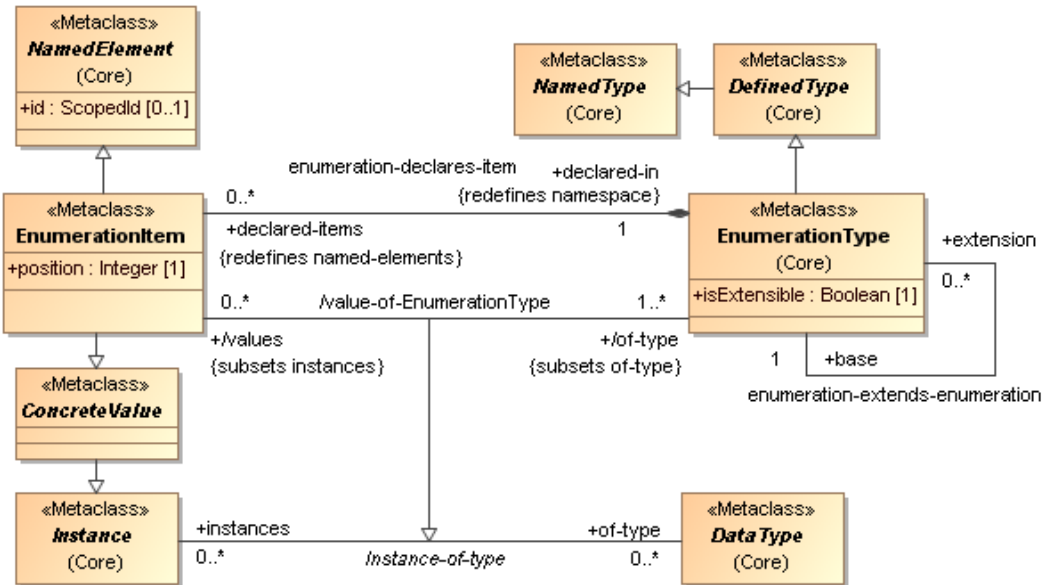 «Metaclass»
NamedElement
(Core)
+id : ScopedId [0..1]
«Metaclass»
NamedType
(Core)
«Metaclass»
DefinedType
(Core)
enumeration-declares-item
+declared-in
0..*
{redefines namespace}
«Metaclass»
EnumerationItem
+position : Integer [1]
+declared-items
1
{redefines named-elements}
«Metaclass»
EnumerationType
(Core)
+isExtensible : Boolean [1]
+extension
0..*
0..*
/value-of-EnumerationType
1..*
+/values
{subsets instances}
+/of-type
{subsets of-type}
1
+base
enumeration-extends-enumeration
«Metaclass»
ConcreteValue
«Metaclass»
Instance
(Core)
+instances
0..*
Instance-of-type
+of-type
0..*
«Metaclass»
DataType
(Core)